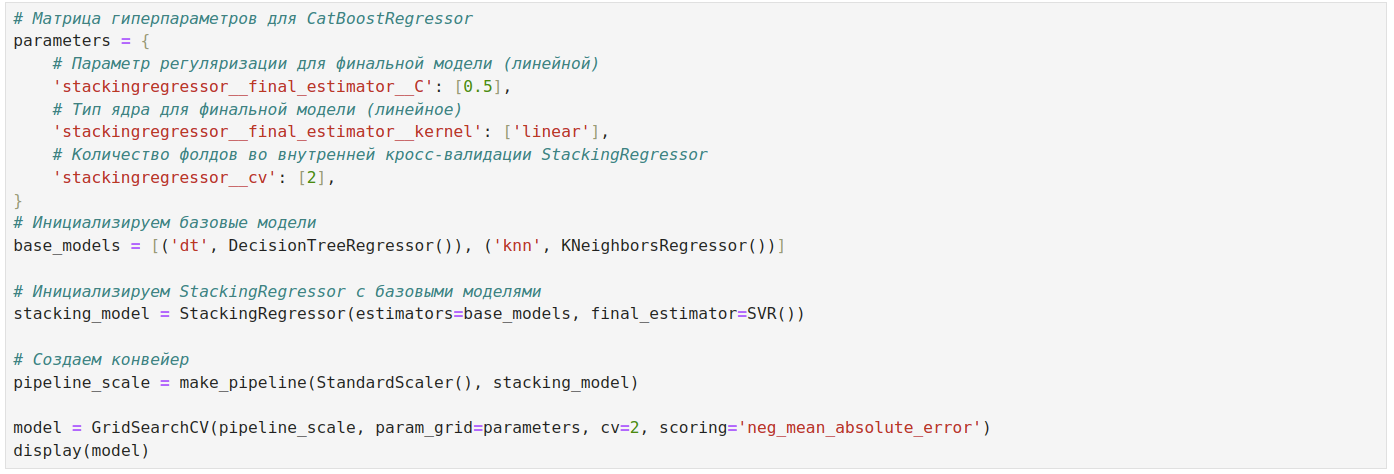 # Матрица гиперпараметров для CatBoostRegressor
parameters = {
    # Параметр регуляризации для финальной модели (линейной)
    'stackingregressor__final_estimator__C': [0.5],
    # Тип ядра для финальной модели (линейное)
    'stackingregressor__final_estimator__kernel': ['linear'],
    # Количество фолдов во внутренней кросс-валидации StackingRegressor
    'stackingregressor__cv': [2],
}
# Инициализируем базовые модели
base_models = [('dt', DecisionTreeRegressor()), ('knn', KNeighborsRegressor())]

# Инициализируем StackingRegressor с базовыми моделями
stacking_model = StackingRegressor(estimators=base_models, final_estimator=SVR())

# Создаем конвейер
pipeline_scale = make_pipeline(StandardScaler(), stacking_model)

model = GridSearchCV(pipeline_scale, param_grid=parameters, cv=2, scoring='neg_mean_absolute_error')
display(model)